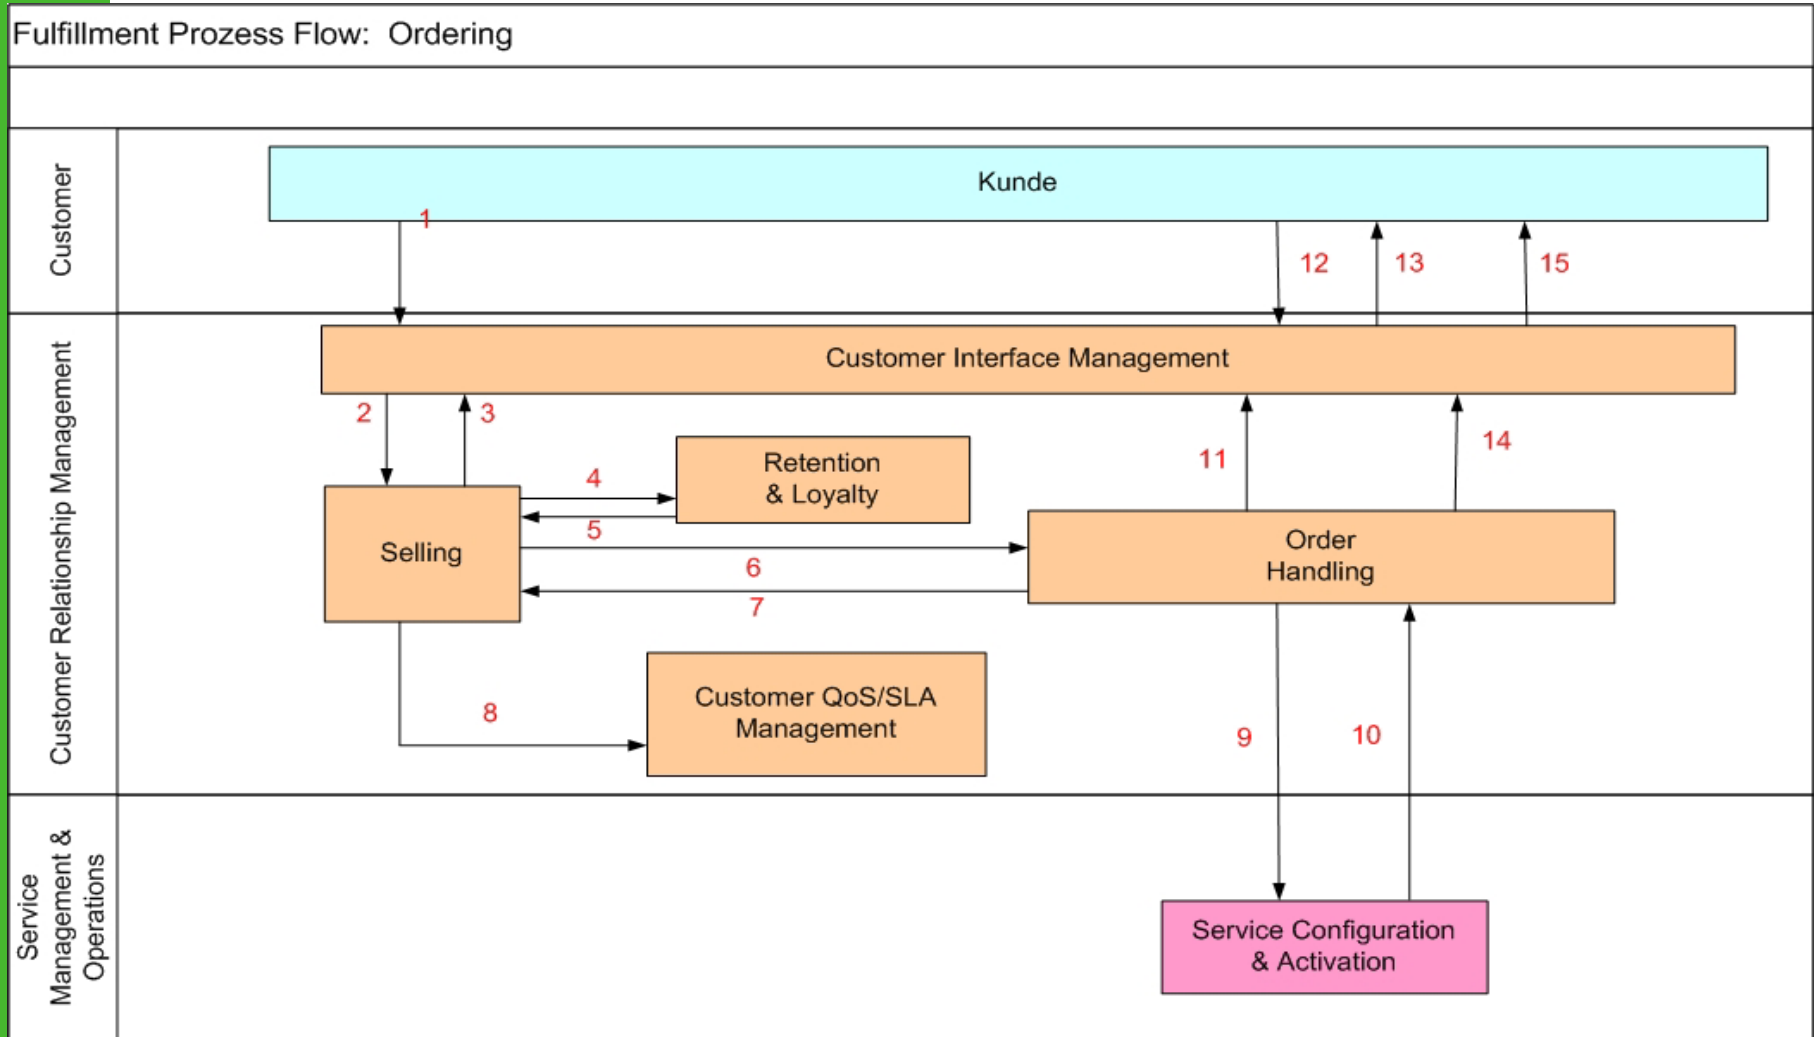 Fulfillment Prozess Flow: Ordering
Customer
Kunde
1
12
13
15
Customer Relationship Management
Customer Interface Management
2
3
11
14
4
Retention
& Loyalty
5
Selling
6
7
Order
Handling
8
Customer QoS/SLA
Management
9
10
Service
Management &
Operations
Service Configuration
& Activation